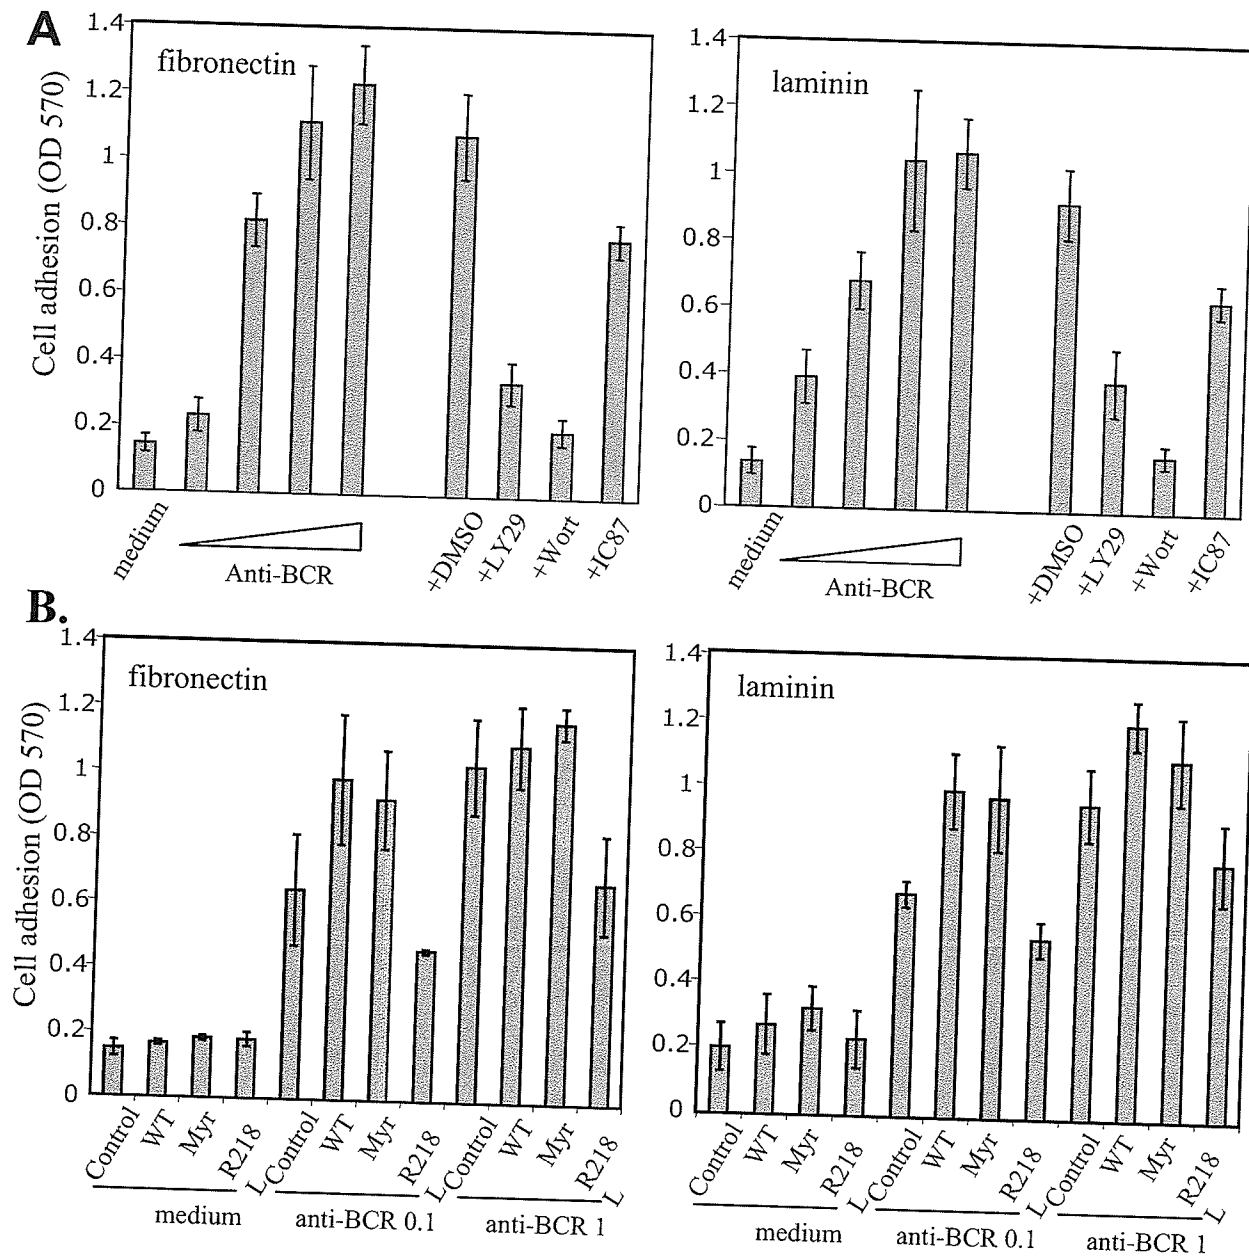 A
1.4
1.2
1
0.8
0.6
0.4
0.2
0
Cell adhesion (OD 570)
fibronectin
medium
Anti-BCR
+DMSO
+LY29
+Wort
+IC87
1.4
1.2
1
0.8
0.6
0.4
0.2
0
laminin
medium
Anti-BCR
+DMSO
+LY29
+Wort
+IC87
B.
1.4
1.2
1
0.8
0.6
0.4
0.2
0
Cell adhesion (OD 570)
fibronectin
Control
WT
Myr
R218
L
Control
WT
Myr
R218
L
Control
WT
Myr
R218
L
medium
anti-BCR 0.1
anti-BCR 1
1.4
1.2
1
0.8
0.6
0.4
0.2
0
laminin
Control
WT
Myr
R218
L
Control
WT
Myr
R218
L
Control
WT
Myr
R218
L
medium
anti-BCR 0.1
anti-BCR 1